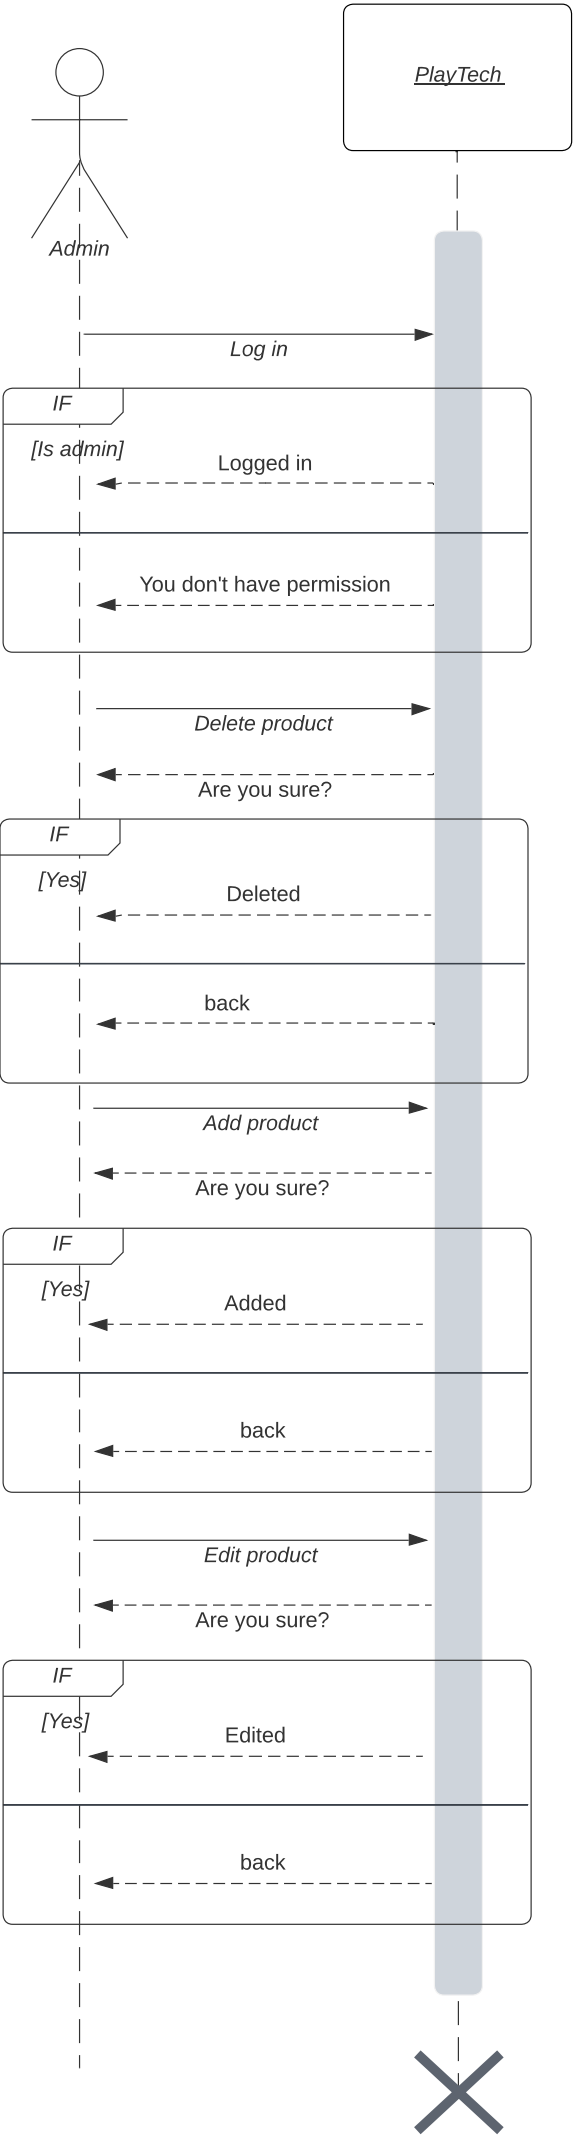 PlayTech
Admin
Log in
IF
[Is admin]
Logged in
You don't have permission
Delete product
Are you sure?
IF
[Yes]
Deleted
back
Add product
Are you sure?
IF
[Yes]
Added
back
Edit product
Are you sure?
IF
[Yes]
Edited
back